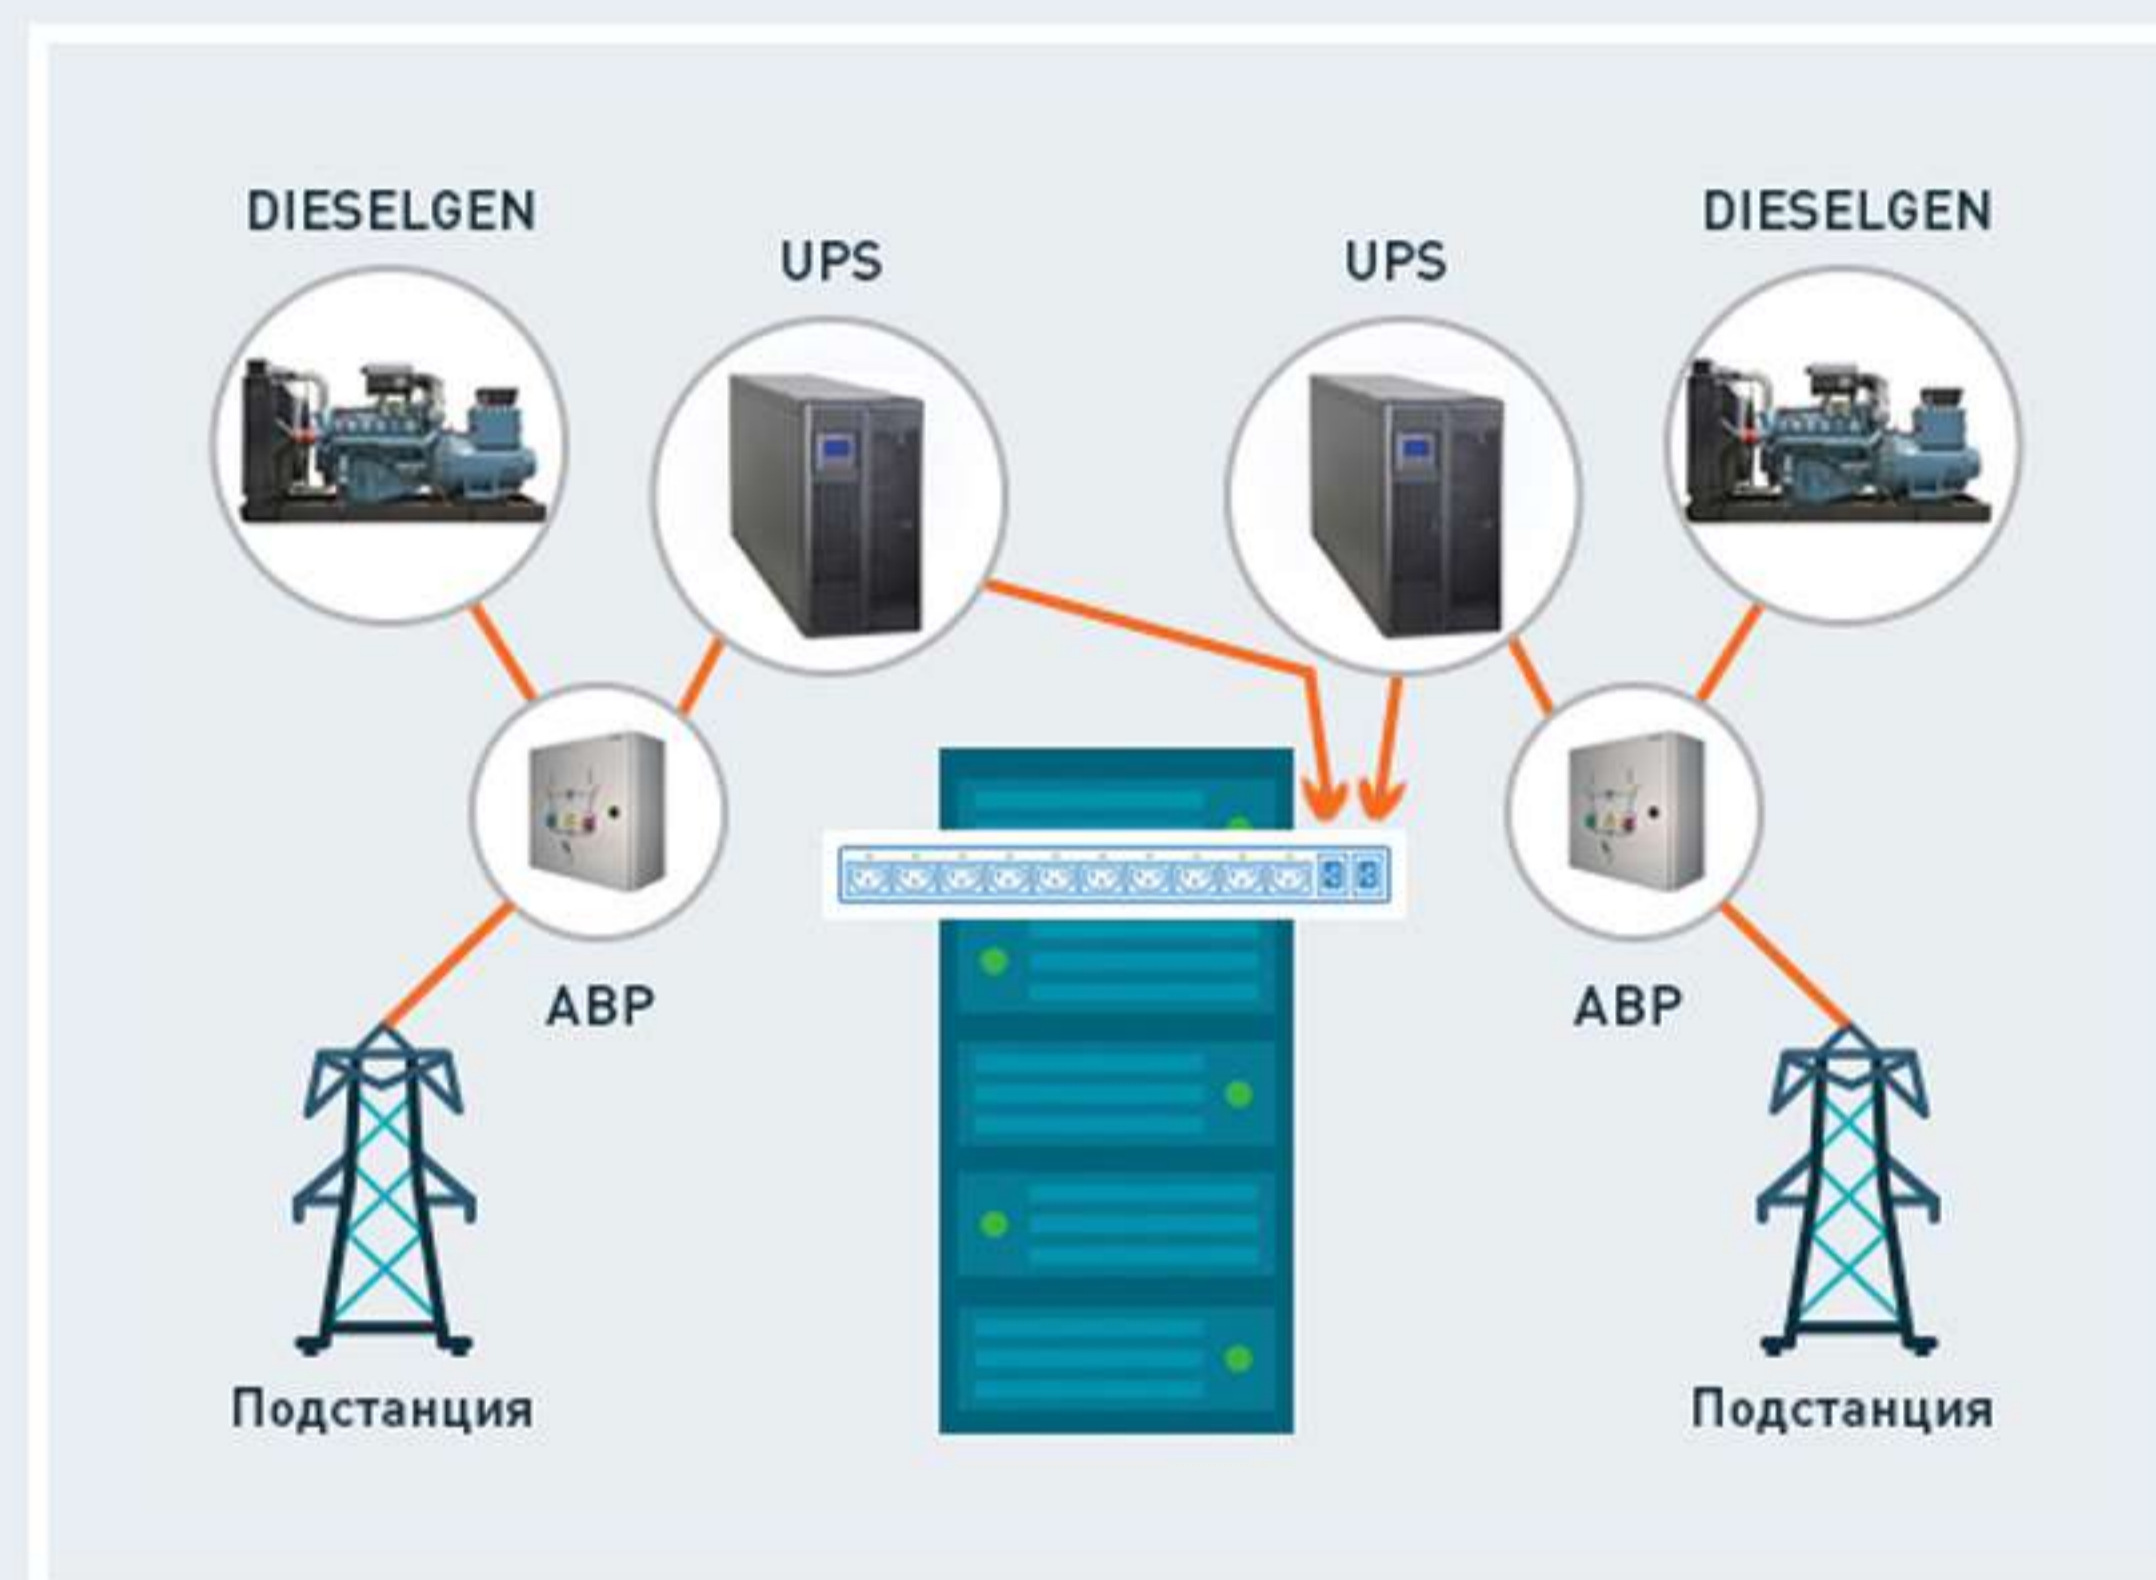 DIESELGEN
UPS
UPS
DIESELGEN
АВР
АВР
Подстанция
Подстанция